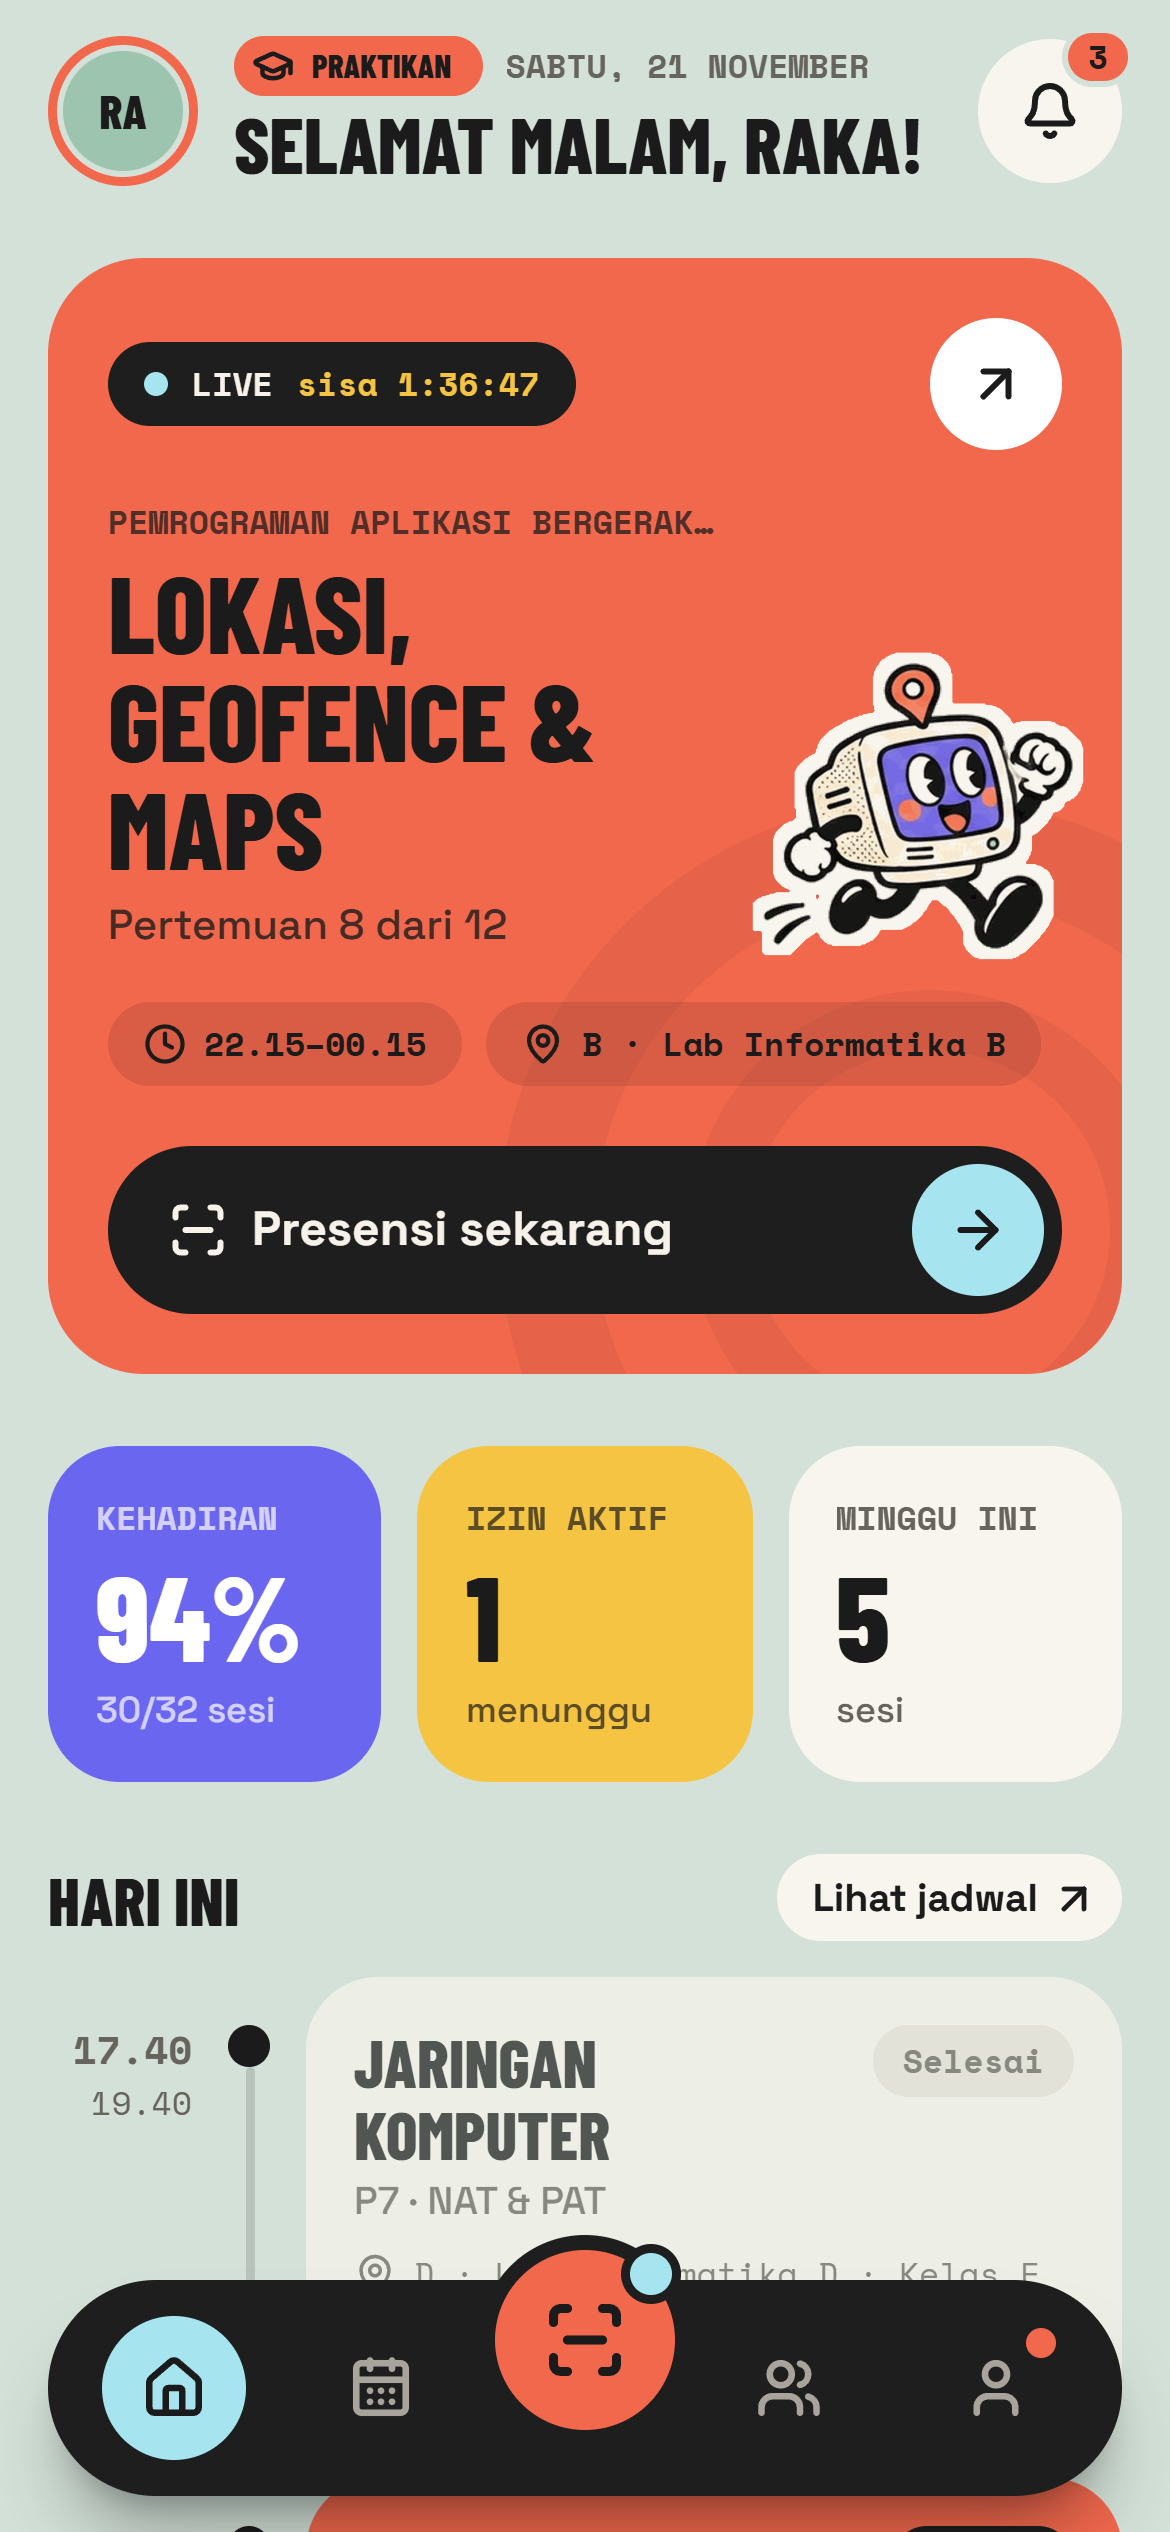 RA
PRAKTIKAN
SABTU, 21 NOVEMBER
3
SELAMAT MALAM, RAKA!
LIVE sisa 1:36:47
PEMROGRAMAN APLIKASI BERGERAK…
LOKASI,
GEOFENCE &
MAPS
Pertemuan 8 dari 12
22.15–00.15
B · Lab Informatika B
Presensi sekarang
KEHADIRAN
94%
30/32 sesi
IZIN AKTIF
1
menunggu
MINGGU INI
5
sesi
HARI INI
Lihat jadwal
17.40
19.40
JARINGAN
KOMPUTER
Selesai
P7 · NAT & PAT
D · matika D · Kelas